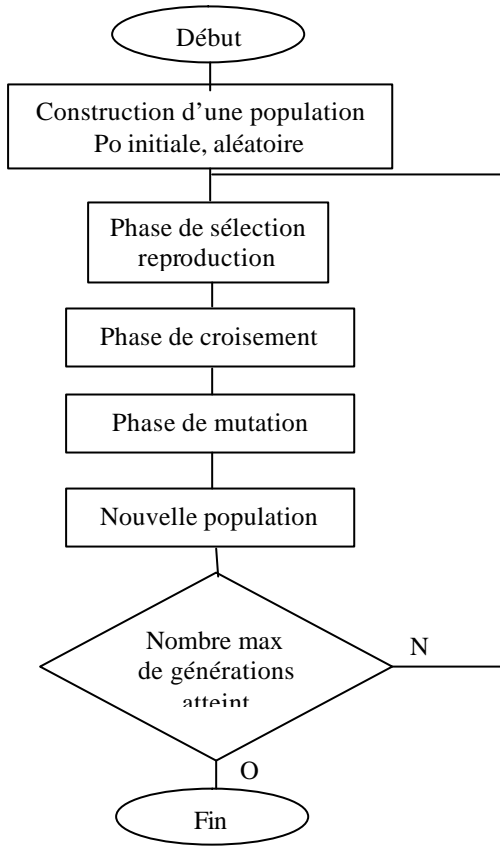 Début
Construction d’une population
Po initiale, aléatoire
Phase de sélection
reproduction
Phase de croisement
Phase de mutation
Nouvelle population
Nombre max
de générations
atteint
N
O
Fin